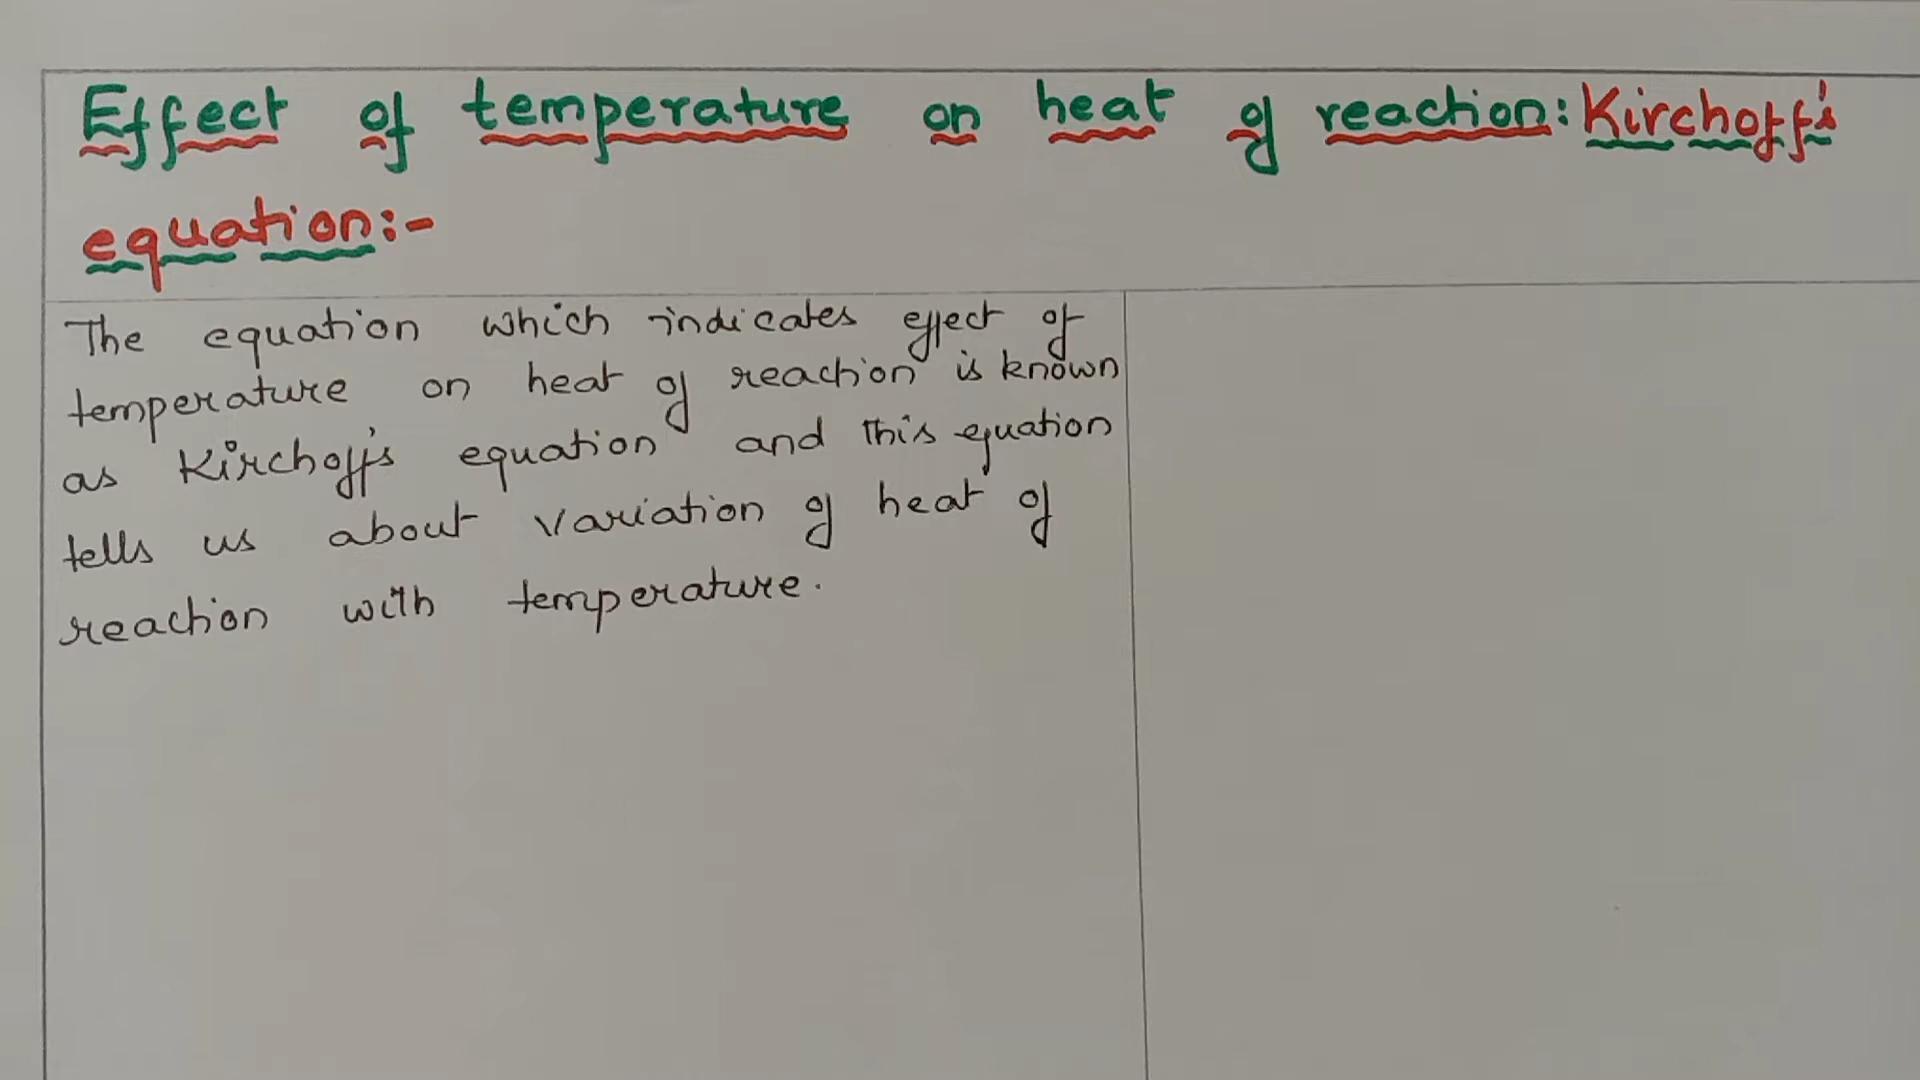 Effect of temperature on heat of reaction: Kirchoff's
equation:-
The equation which indicates effect of
temperature on heat of reaction is known
as Kirchoff's equation and this equation
tells us about variation of heat of
reaction with temperature.